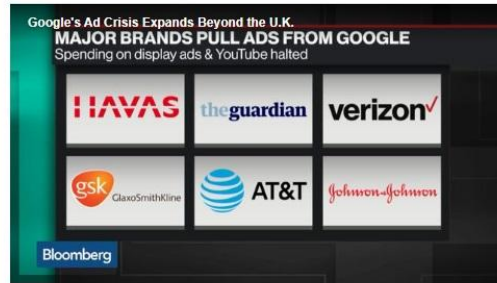 Google's Ad Crisis Expands Beyond the U.K.
MAJOR BRANDS PULL ADS FROM GOOGLE
Spending on display ads & YouTube halted
HAVAS
theguardian
verizon✓
gsk GlaxoSmithKline
AT&T
Johnson & Johnson
Bloomberg